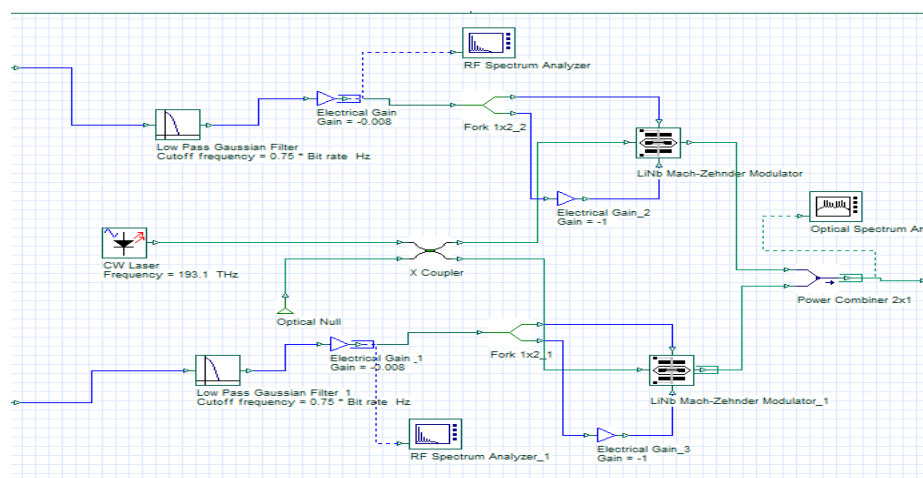 RF Spectrum Analyzer
Electrical Gain
Gain = -0.008
Fork 1x2_2
Low Pass Gaussian Filter
Cutoff frequency = 0.75 * Bit rate Hz
LiNb Mach-Zehnder Modulator
Electrical Gain_2
Gain = -1
Optical Spectrum Ar
CW Laser
Frequency = 193.1 THz
X Coupler
Power Combiner 2x1
Optical Null
Fork 1x2_1
Electrical Gain _1
Gain = -0.008
Low Pass Gaussian Filter_1
Cutoff frequency = 0.75 * Bit rate Hz
LiNb Mach-Zehnder Modulator_1
RF Spectrum Analyzer_1
Electrical Gain_3
Gain = -1